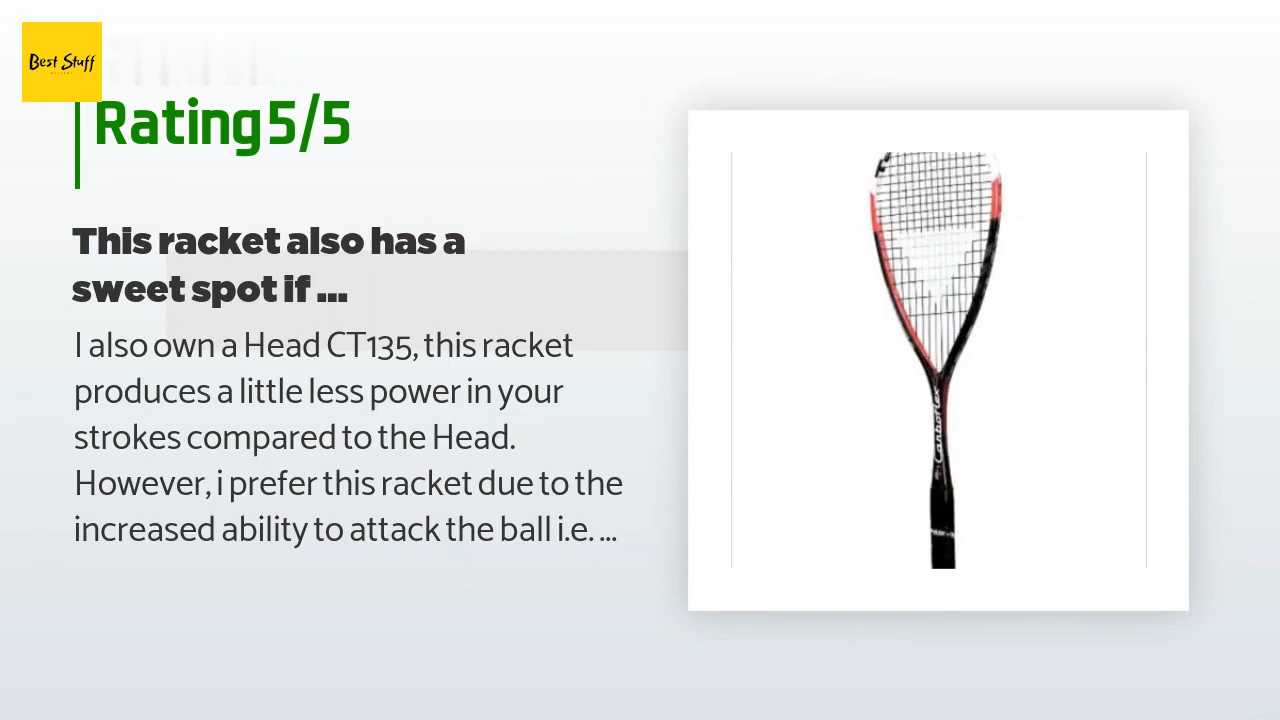 Best Stuff
Rating 5/5
This racket also has a
sweet spot if ...
I also own a Head CT135, this racket
produces a little less power in your
strokes compared to the Head.
However, i prefer this racket due to the
increased ability to attack the ball i.e. ...
Carboflex